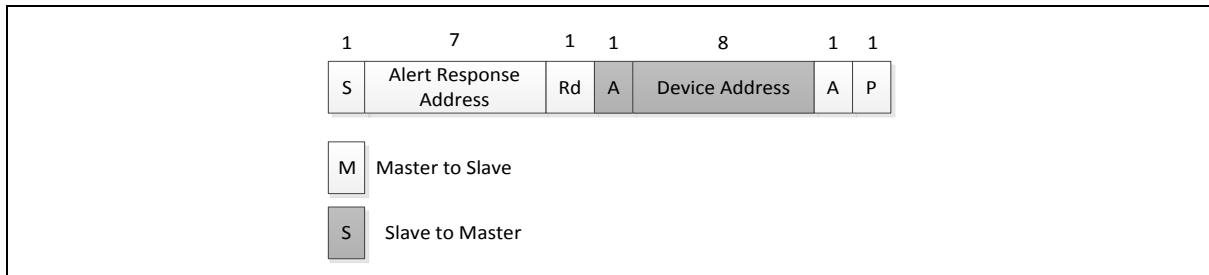 1 7 1 1 8 1 1
S Alert Response Address Rd A Device Address A P
M Master to Slave
S Slave to Master